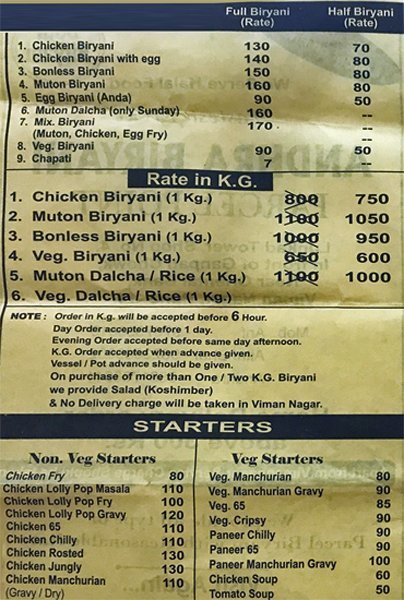 Full Biryani Half Biryani
(Rate) (Rate)
1. Chicken Biryani 130 70
2. Chicken Biryani with egg 140 80
3. Bonless Biryani 150 80
4. Muton Biryani 160 80
5. Egg Biryani (Anda) 90 50
6. Muton Dalcha (only Sunday) 160 --
7. Mix. Biryani 170 --
(Muton, Chicken, Egg Fry)
8. Veg. Biryani 90 50
9. Chapati 7 --
Rate in K.G.
1. Chicken Biryani (1 Kg.) 800 750
2. Muton Biryani (1 Kg.) 1100 1050
3. Bonless Biryani (1 Kg.) 1000 950
4. Veg. Biryani (1 Kg.) 650 600
5. Muton Dalcha / Rice (1 Kg.) 1100 1000
6. Veg. Dalcha / Rice (1 Kg.)
NOTE : Order in K.g. will be accepted before 6 Hour.
Day Order accepted before 1 day.
Evening Order accepted before same day afternoon.
K.G. Order accepted when advance given.
Vessel / Pot advance should be given.
On purchase of more than One / Two K.G. Biryani
we provide Salad (Koshimber)
& No Delivery charge will be taken in Viman Nagar.
STARTERS
Non. Veg Starters
Chicken Fry 80
Chicken Lolly Pop Masala 110
Chicken Lolly Pop Fry 100
Chicken Lolly Pop Gravy 120
Chicken 65 110
Chicken Chilly 110
Chicken Rosted 130
Chicken Jungly 130
Chicken Manchurian 110
(Gravy / Dry)
Veg Starters
Veg. Manchurian 80
Veg. Manchurian Gravy 90
Veg. 65 85
Veg. Cripsy 90
Paneer Chilly 90
Paneer 65 90
Paneer Manchurian Gravy 100
Chicken Soup 60
Tomato Soup 50